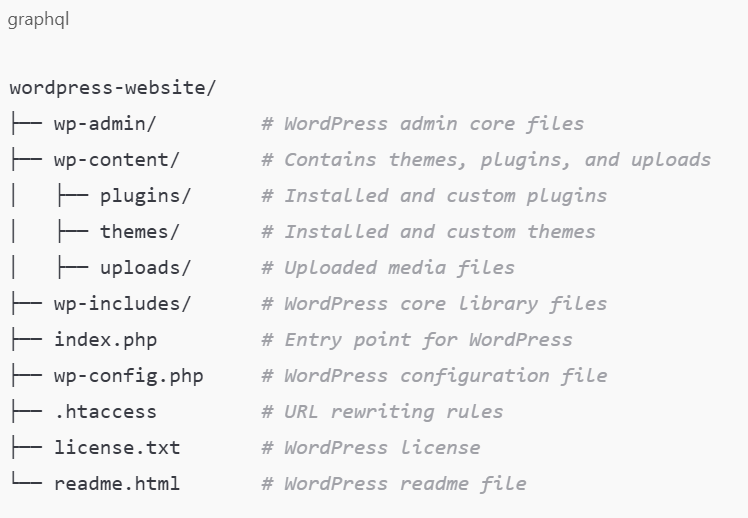 graphql
wordpress-website/
├── wp-admin/         # WordPress admin core files
├── wp-content/       # Contains themes, plugins, and uploads
│   ├── plugins/      # Installed and custom plugins
│   ├── themes/       # Installed and custom themes
│   ├── uploads/      # Uploaded media files
├── wp-includes/      # WordPress core library files
├── index.php         # Entry point for WordPress
├── wp-config.php     # WordPress configuration file
├── .htaccess         # URL rewriting rules
├── license.txt       # WordPress license
└── readme.html       # WordPress readme file